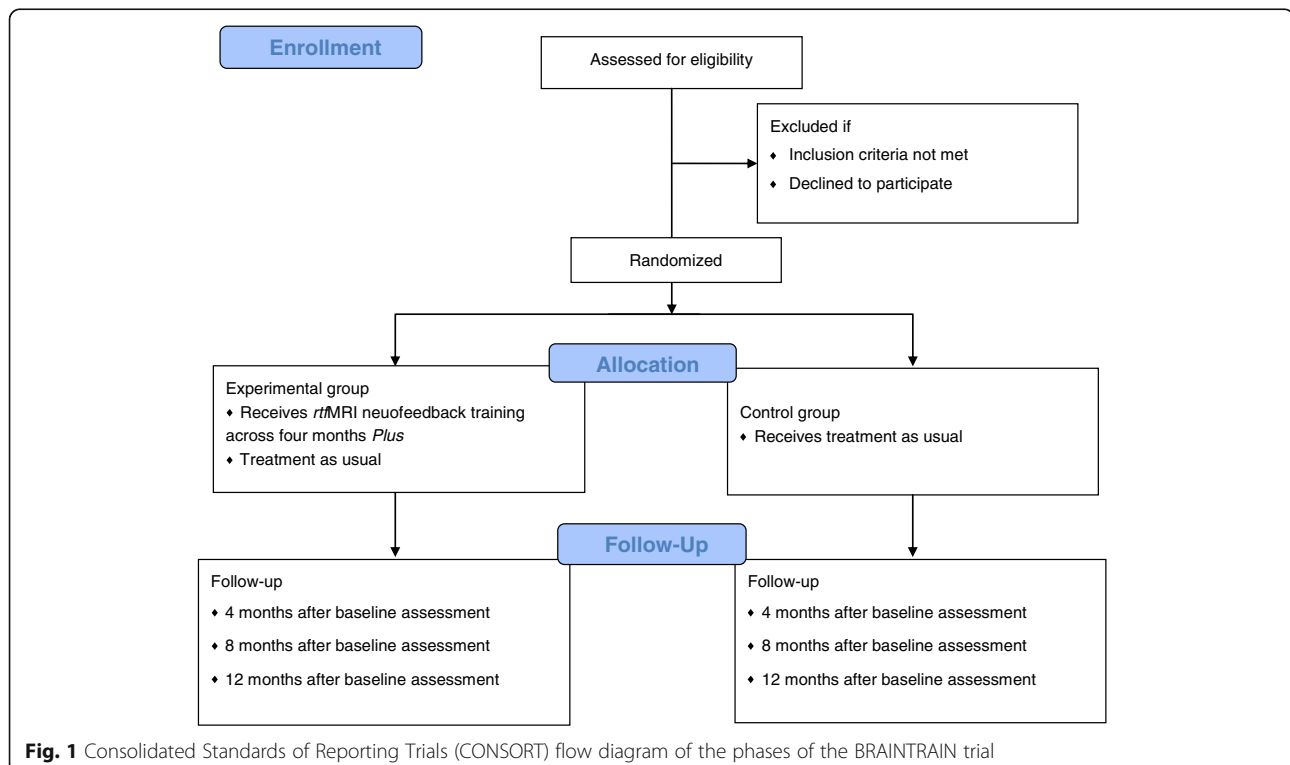 Enrollment
Assessed for eligibility
Excluded if
♦ Inclusion criteria not met
♦ Declined to participate
Randomized
Allocation
Experimental group
♦ Receives rtfMRI neuofeedback training
across four months Plus
♦ Treatment as usual
Control group
♦ Receives treatment as usual
Follow-Up
Follow-up
♦ 4 months after baseline assessment
♦ 8 months after baseline assessment
♦ 12 months after baseline assessment
Follow-up
♦ 4 months after baseline assessment
♦ 8 months after baseline assessment
♦ 12 months after baseline assessment
Fig. 1 Consolidated Standards of Reporting Trials (CONSORT) flow diagram of the phases of the BRAINTRAIN trial